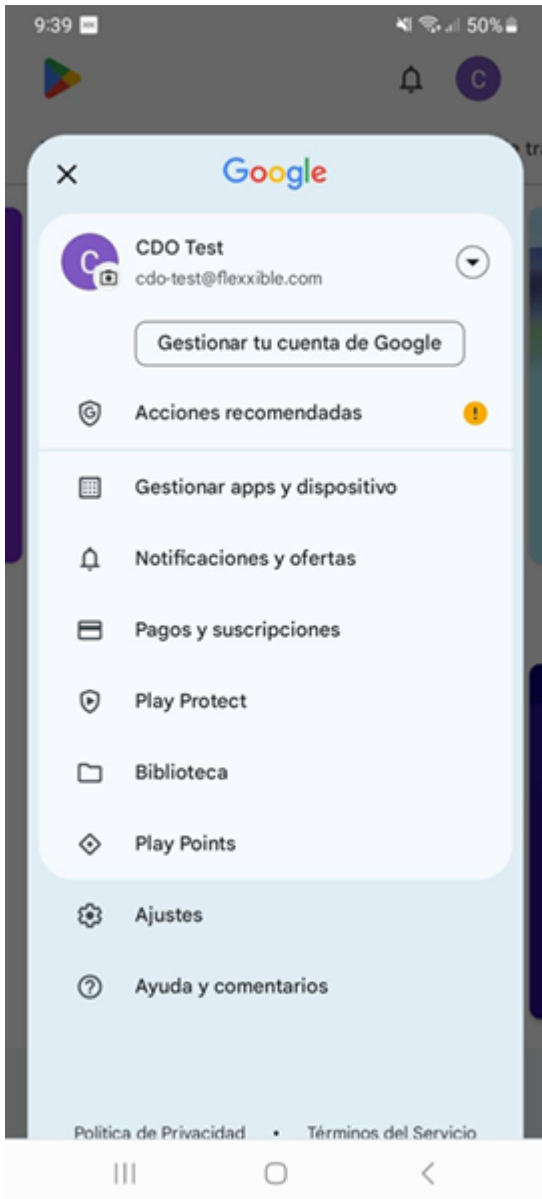 9:39
50%
C
Google
C
CDO Test
cdo-test@flexxible.com
Gestionar tu cuenta de Google
Acciones recomendadas
Gestionar apps y dispositivo
Notificaciones y ofertas
Pagos y suscripciones
Play Protect
Biblioteca
Play Points
Ajustes
Ayuda y comentarios
Política de Privacidad • Términos del Servicio